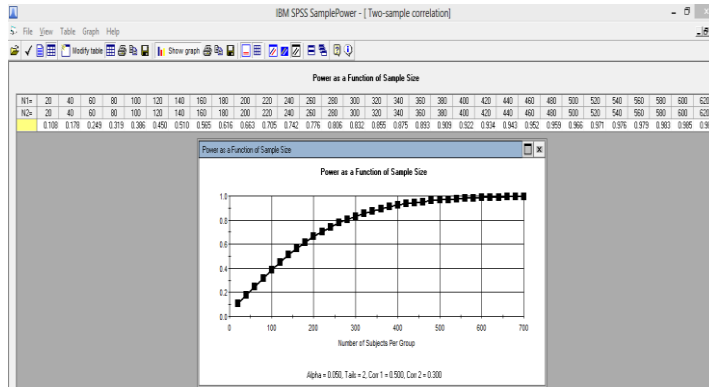 IBM SPSS SamplePower - [ Two-sample correlation]
File View Table Graph Help
Modify table Show graph
Power as a Function of Sample Size
N1= 20 40 60 80 100 120 140 160 180 200 220 240 260 280 300 320 340 360 380 400 420 440 460 480 500 520 540 560 580 600 620
N2= 20 40 60 80 100 120 140 160 180 200 220 240 260 280 300 320 340 360 380 400 420 440 460 480 500 520 540 560 580 600 620
0.108 0.178 0.249 0.319 0.386 0.450 0.510 0.565 0.616 0.663 0.705 0.742 0.776 0.806 0.832 0.855 0.875 0.893 0.909 0.922 0.934 0.943 0.952 0.959 0.966 0.971 0.976 0.979 0.983 0.985
Power as a Function of Sample Size
Power as a Function of Sample Size
1.0
0.8
0.6
0.4
0.2
0.0
0 100 200 300 400 500 600 700
Number of Subjects Per Group
Alpha = 0.050, Tails = 2, Corr 1 = 0.500, Corr 2 = 0.300